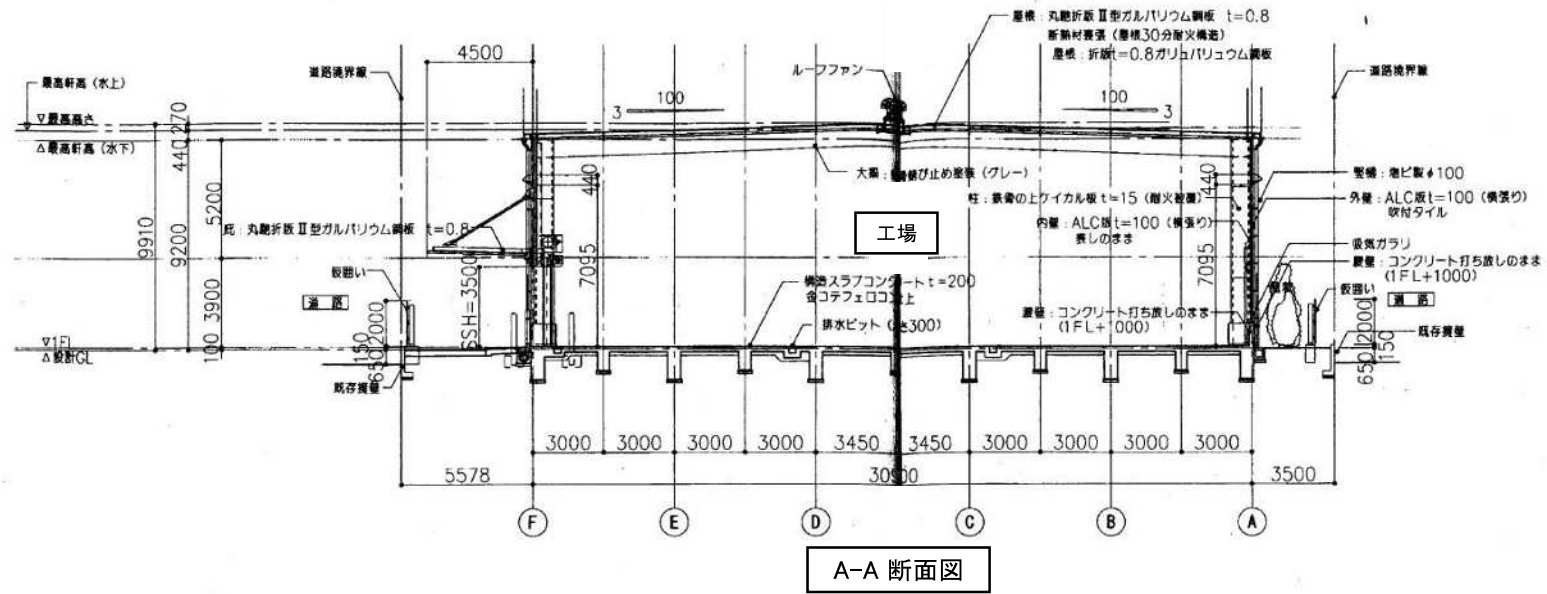 屋根：丸馳折版Ⅱ型ガルバリウム鋼板 t=0.8
断熱材裏張（屋根30分耐火構造）
屋根：折版t=0.8ガリュバリュウム鋼板
4500
道路境界線
ルーフファン
道路境界線
最高軒高（水上）
▽最高高さ
△最高軒高（水下）
270
440
100
3
100
3
大梁：
び止め塗装（グレー）
440
440
竪樋：塩ビ製φ100
柱：鉄骨の上ケイカル板 t=15（耐火被覆）
外壁：ALC版t=100（横張り）
吹付タイル
内壁：ALC版t=100（横張り）
表しのまま
工場
5200
9910
9200
庇：丸馳折版Ⅱ型ガルバリウム鋼板 t=0.8
吸気ガラリ
腰壁：コンクリート打ち放しのまま
(1FL+1000)
7095
7095
仮囲い
道路
SSH=3500
構造スラブコンクリートt=200
排水ピット
腰壁：コンクリート打ち放しのまま
(1FL+1000)
仮囲い
道路
3900
2000
2000
▽1FL
△設計GL
100
150
650
150
650
既存擁壁
既存擁壁
3000
3000
3000
3000
3450
3450
3000
3000
3000
3000
5578
30900
3500
F
E
D
C
B
A
A-A 断面図